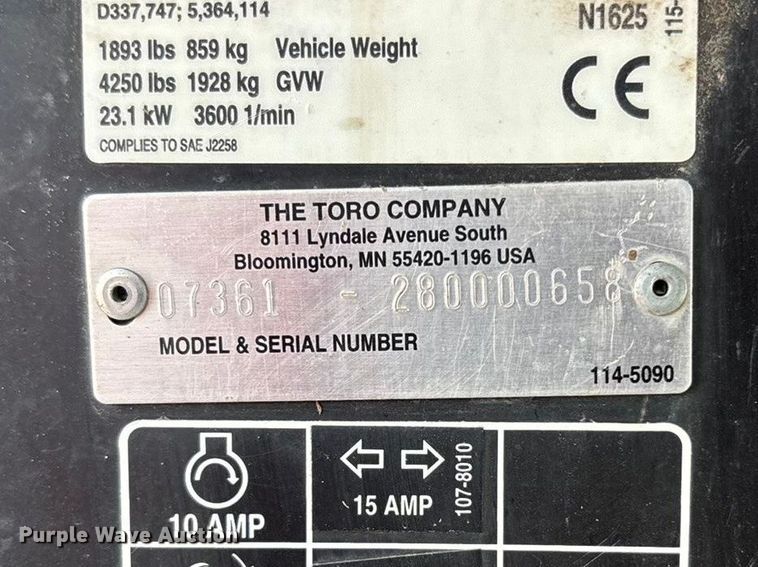 D337,747; 5,364,114
N1625
115-
1893 lbs 859 kg Vehicle Weight
4250 lbs 1928 kg GVW
23.1 kW 3600 1/min
CE
COMPLIES TO SAE J2258
THE TORO COMPANY
8111 Lyndale Avenue South
Bloomington, MN 55420-1196 USA
07361 - 280000658
MODEL & SERIAL NUMBER
114-5090
10 AMP
15 AMP
107-8010
Purple Wave Auction